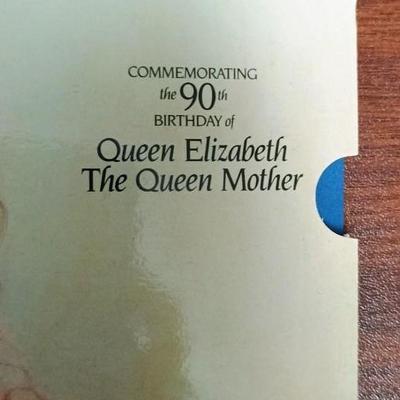 COMMEMORATING
the 90th
BIRTHDAY of
Queen Elizabeth
The Queen Mother